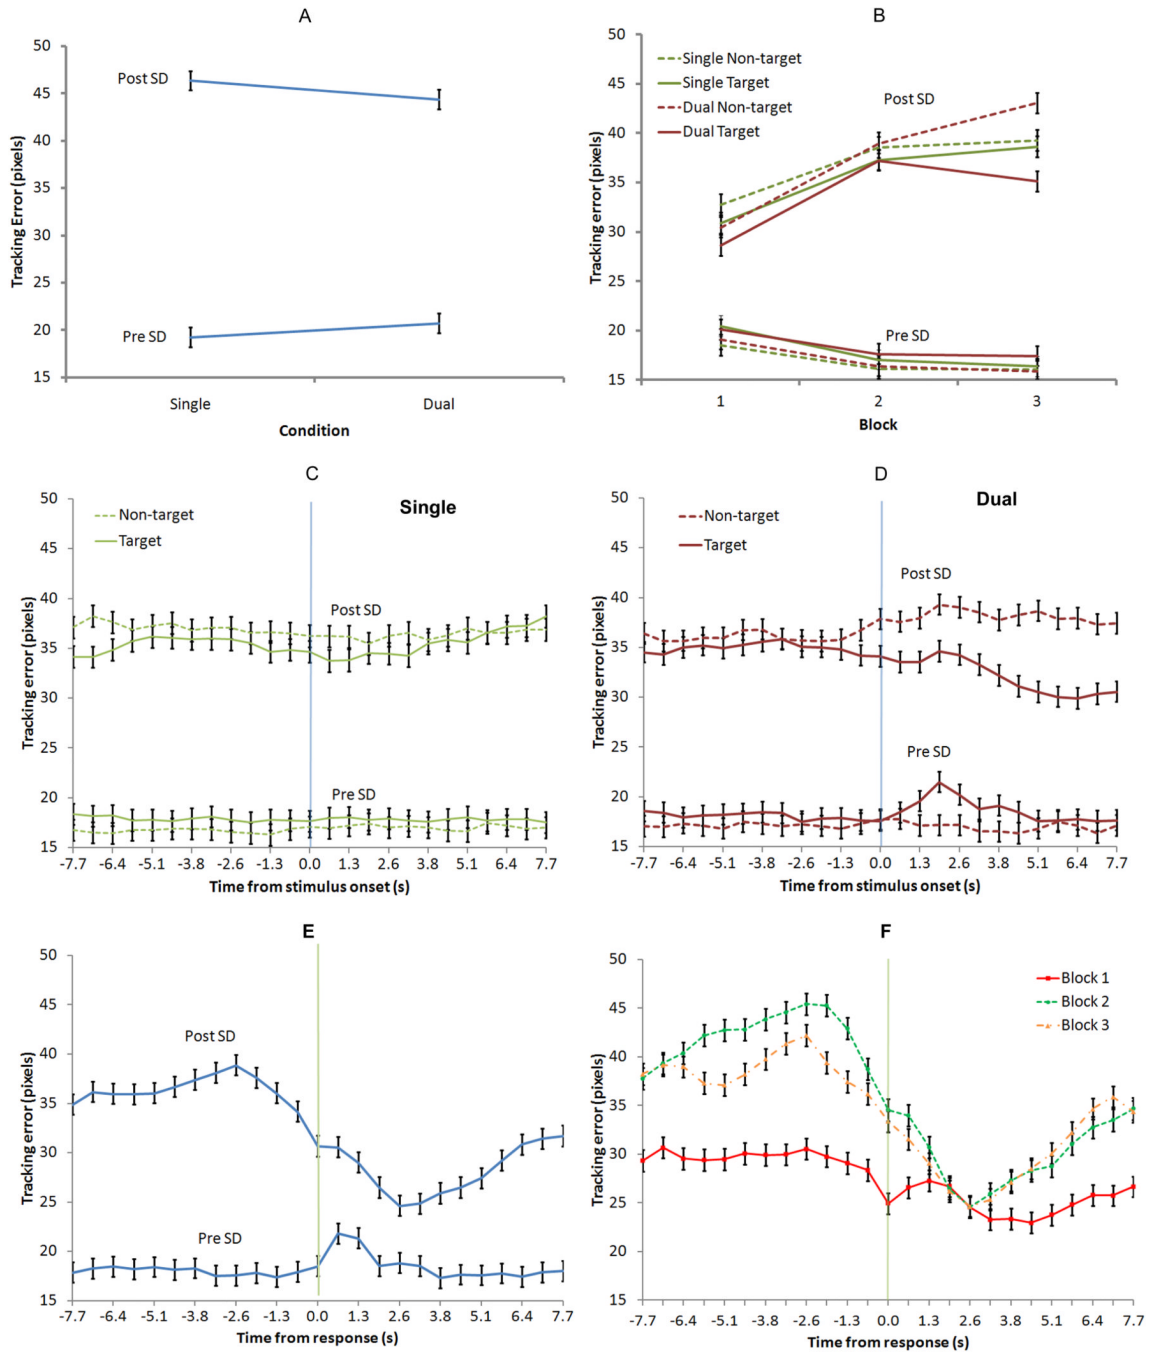 A
50
45
40
35
30
25
20
15
Tracking Error (pixels)
Post SD
Pre SD
Single Dual
Condition
B
50
45
40
35
30
25
20
15
Tracking error (pixels)
Single Non-target
Single Target
Dual Non-target
Dual Target
Post SD
Pre SD
1 2 3
Block
C
Single
50
45
40
35
30
25
20
15
Tracking error (pixels)
Non-target
Target
Post SD
Pre SD
-7.7 -6.4 -5.1 -3.8 -2.6 -1.3 0.0 1.3 2.6 3.8 5.1 6.4 7.7
Time from stimulus onset (s)
D
Dual
50
45
40
35
30
25
20
15
Tracking error (pixels)
Non-target
Target
Post SD
Pre SD
-7.7 -6.4 -5.1 -3.8 -2.6 -1.3 0.0 1.3 2.6 3.8 5.1 6.4 7.7
Time from stimulus onset (s)
E
50
45
40
35
30
25
20
15
Tracking error (pixels)
Post SD
Pre SD
-7.7 -6.4 -5.1 -3.8 -2.6 -1.3 0.0 1.3 2.6 3.8 5.1 6.4 7.7
Time from response (s)
F
50
45
40
35
30
25
20
15
Tracking error (pixels)
Block 1
Block 2
Block 3
-7.7 -6.4 -5.1 -3.8 -2.6 -1.3 0.0 1.3 2.6 3.8 5.1 6.4 7.7
Time from response (s)